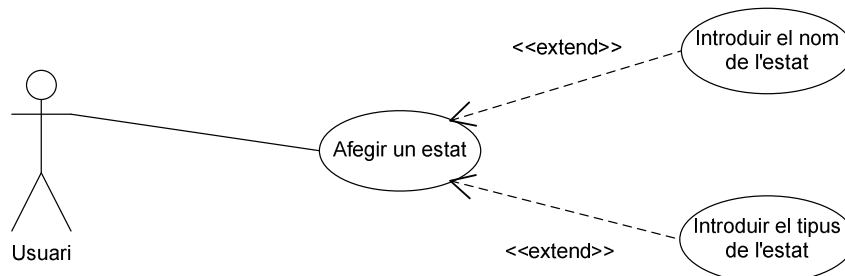 <<extend>>
Introduir el nom
de l'estat
Afegir un estat
Usuari
<<extend>>
Introduir el tipus
de l'estat